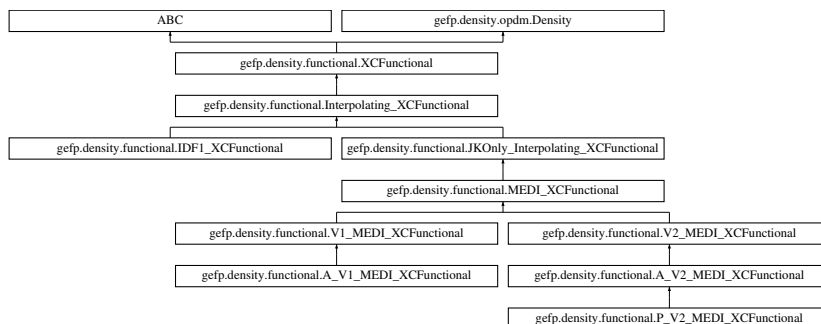 ABC
gefp.density.opdm.Density
gefp.density.functional.XCFunctional
gefp.density.functional.Interpolating_XCFunctional
gefp.density.functional.IDF1_XCFunctional
gefp.density.functional.JKOnly_Interpolating_XCFunctional
gefp.density.functional.MEDI_XCFunctional
gefp.density.functional.V1_MEDI_XCFunctional
gefp.density.functional.V2_MEDI_XCFunctional
gefp.density.functional.A_V1_MEDI_XCFunctional
gefp.density.functional.A_V2_MEDI_XCFunctional
gefp.density.functional.P_V2_MEDI_XCFunctional